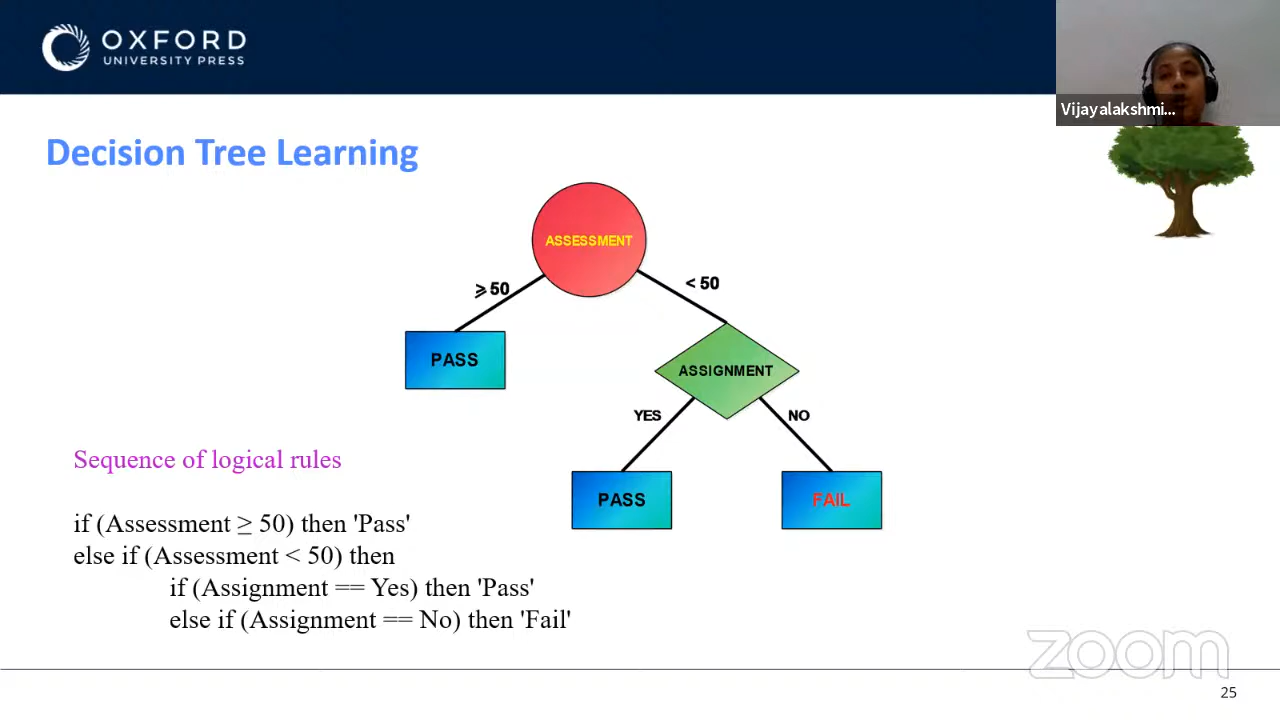 OXFORD
UNIVERSITY PRESS
Vijayalakshmi...
Decision Tree Learning
ASSESSMENT
≥ 50
< 50
PASS
ASSIGNMENT
YES
NO
PASS
FAIL
Sequence of logical rules
if (Assessment ≥ 50) then 'Pass'
else if (Assessment < 50) then
if (Assignment == Yes) then 'Pass'
else if (Assignment == No) then 'Fail'
zoom
25